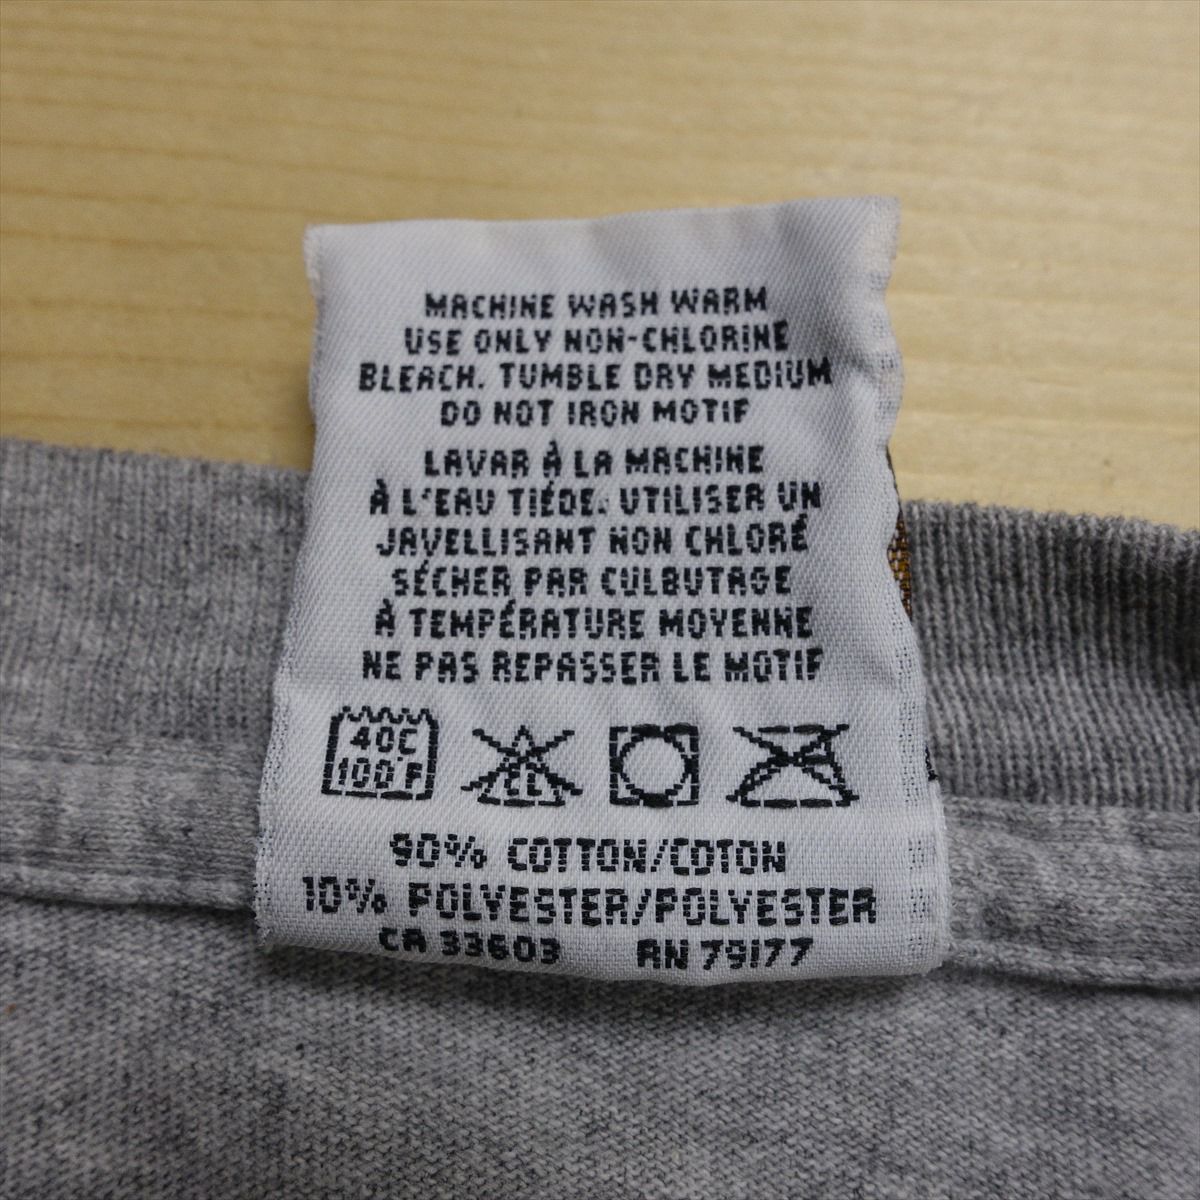 MACHINE WASH WARM
USE ONLY NON-CHLORINE
BLEACH. TUMBLE DRY MEDIUM
DO NOT IRON MOTIF
LAVAR À LA MACHINE
À L'EAU TIÉDE. UTILISER UN
JAVELLISANT NON CHLORÉ
SÉCHER PAR CULBUTAGE
À TEMPÉRATURE MOYENNE
NE PAS REPASSER LE MOTIF
40C
100°F
CL
90% COTTON/COTON
10% POLYESTER/POLYESTER
CA 33603 RN 79177